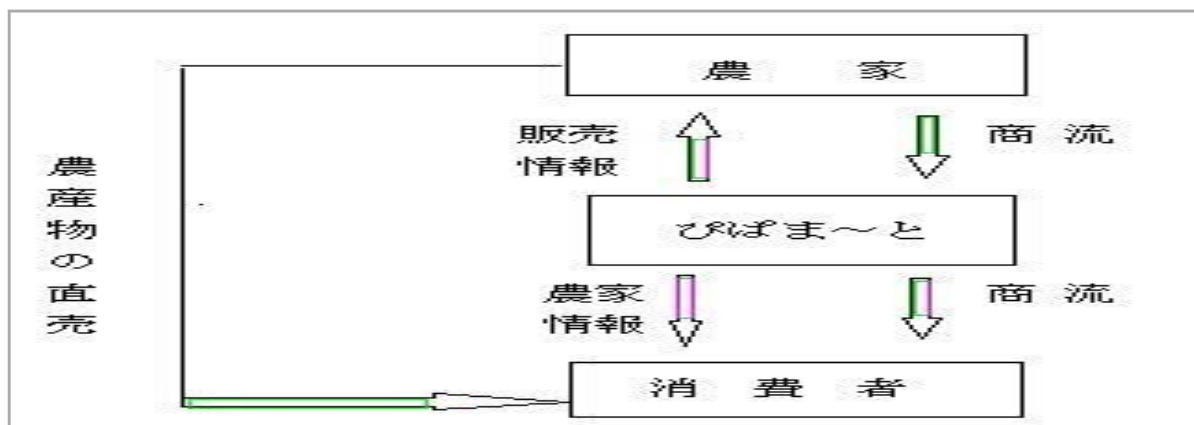 農家
販売
情報
商流
ぴぱま～と
農家
情報
商流
消費者
農産物の直売